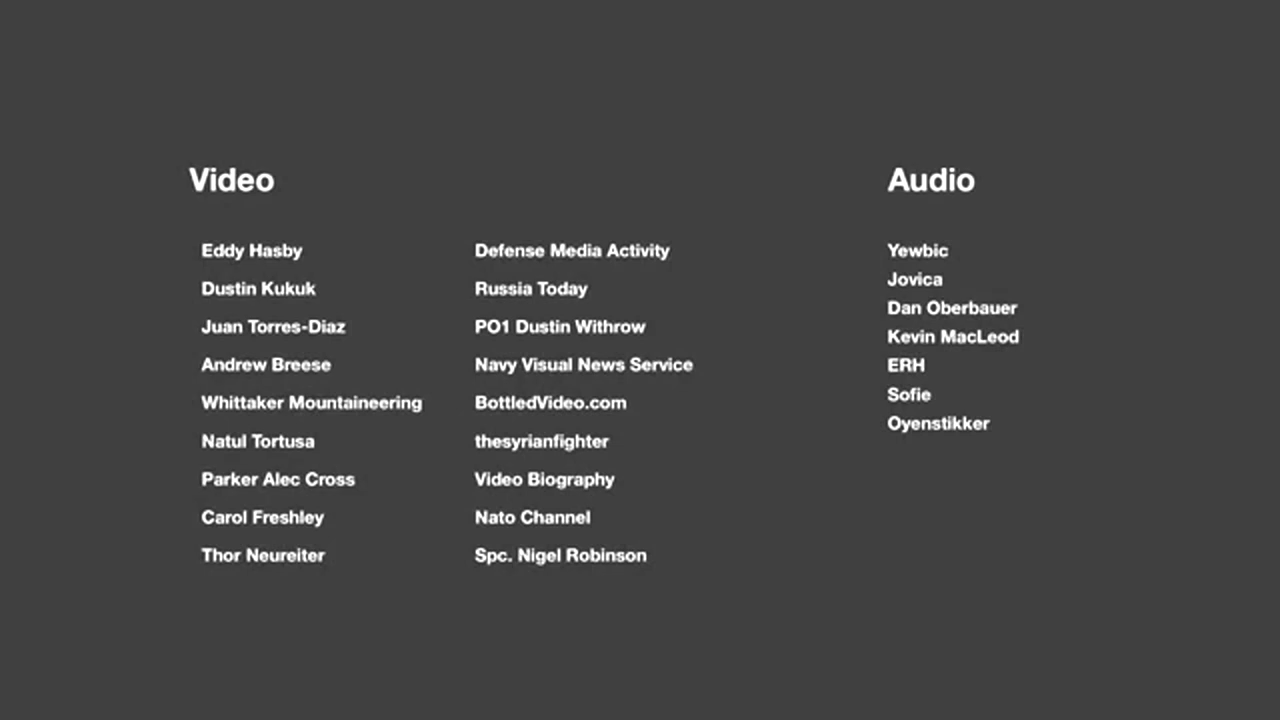 Video
Eddy Hasby
Dustin Kukuk
Juan Torres-Diaz
Andrew Breese
Whittaker Mountaineering
Natul Tortusa
Parker Alec Cross
Carol Freshley
Thor Neureiter
Defense Media Activity
Russia Today
PO1 Dustin Withrow
Navy Visual News Service
BottledVideo.com
thesyrianfighter
Video Biography
Nato Channel
Spc. Nigel Robinson
Audio
Yewbic
Jovica
Dan Oberbauer
Kevin MacLeod
ERH
Sofie
Oyenstikker